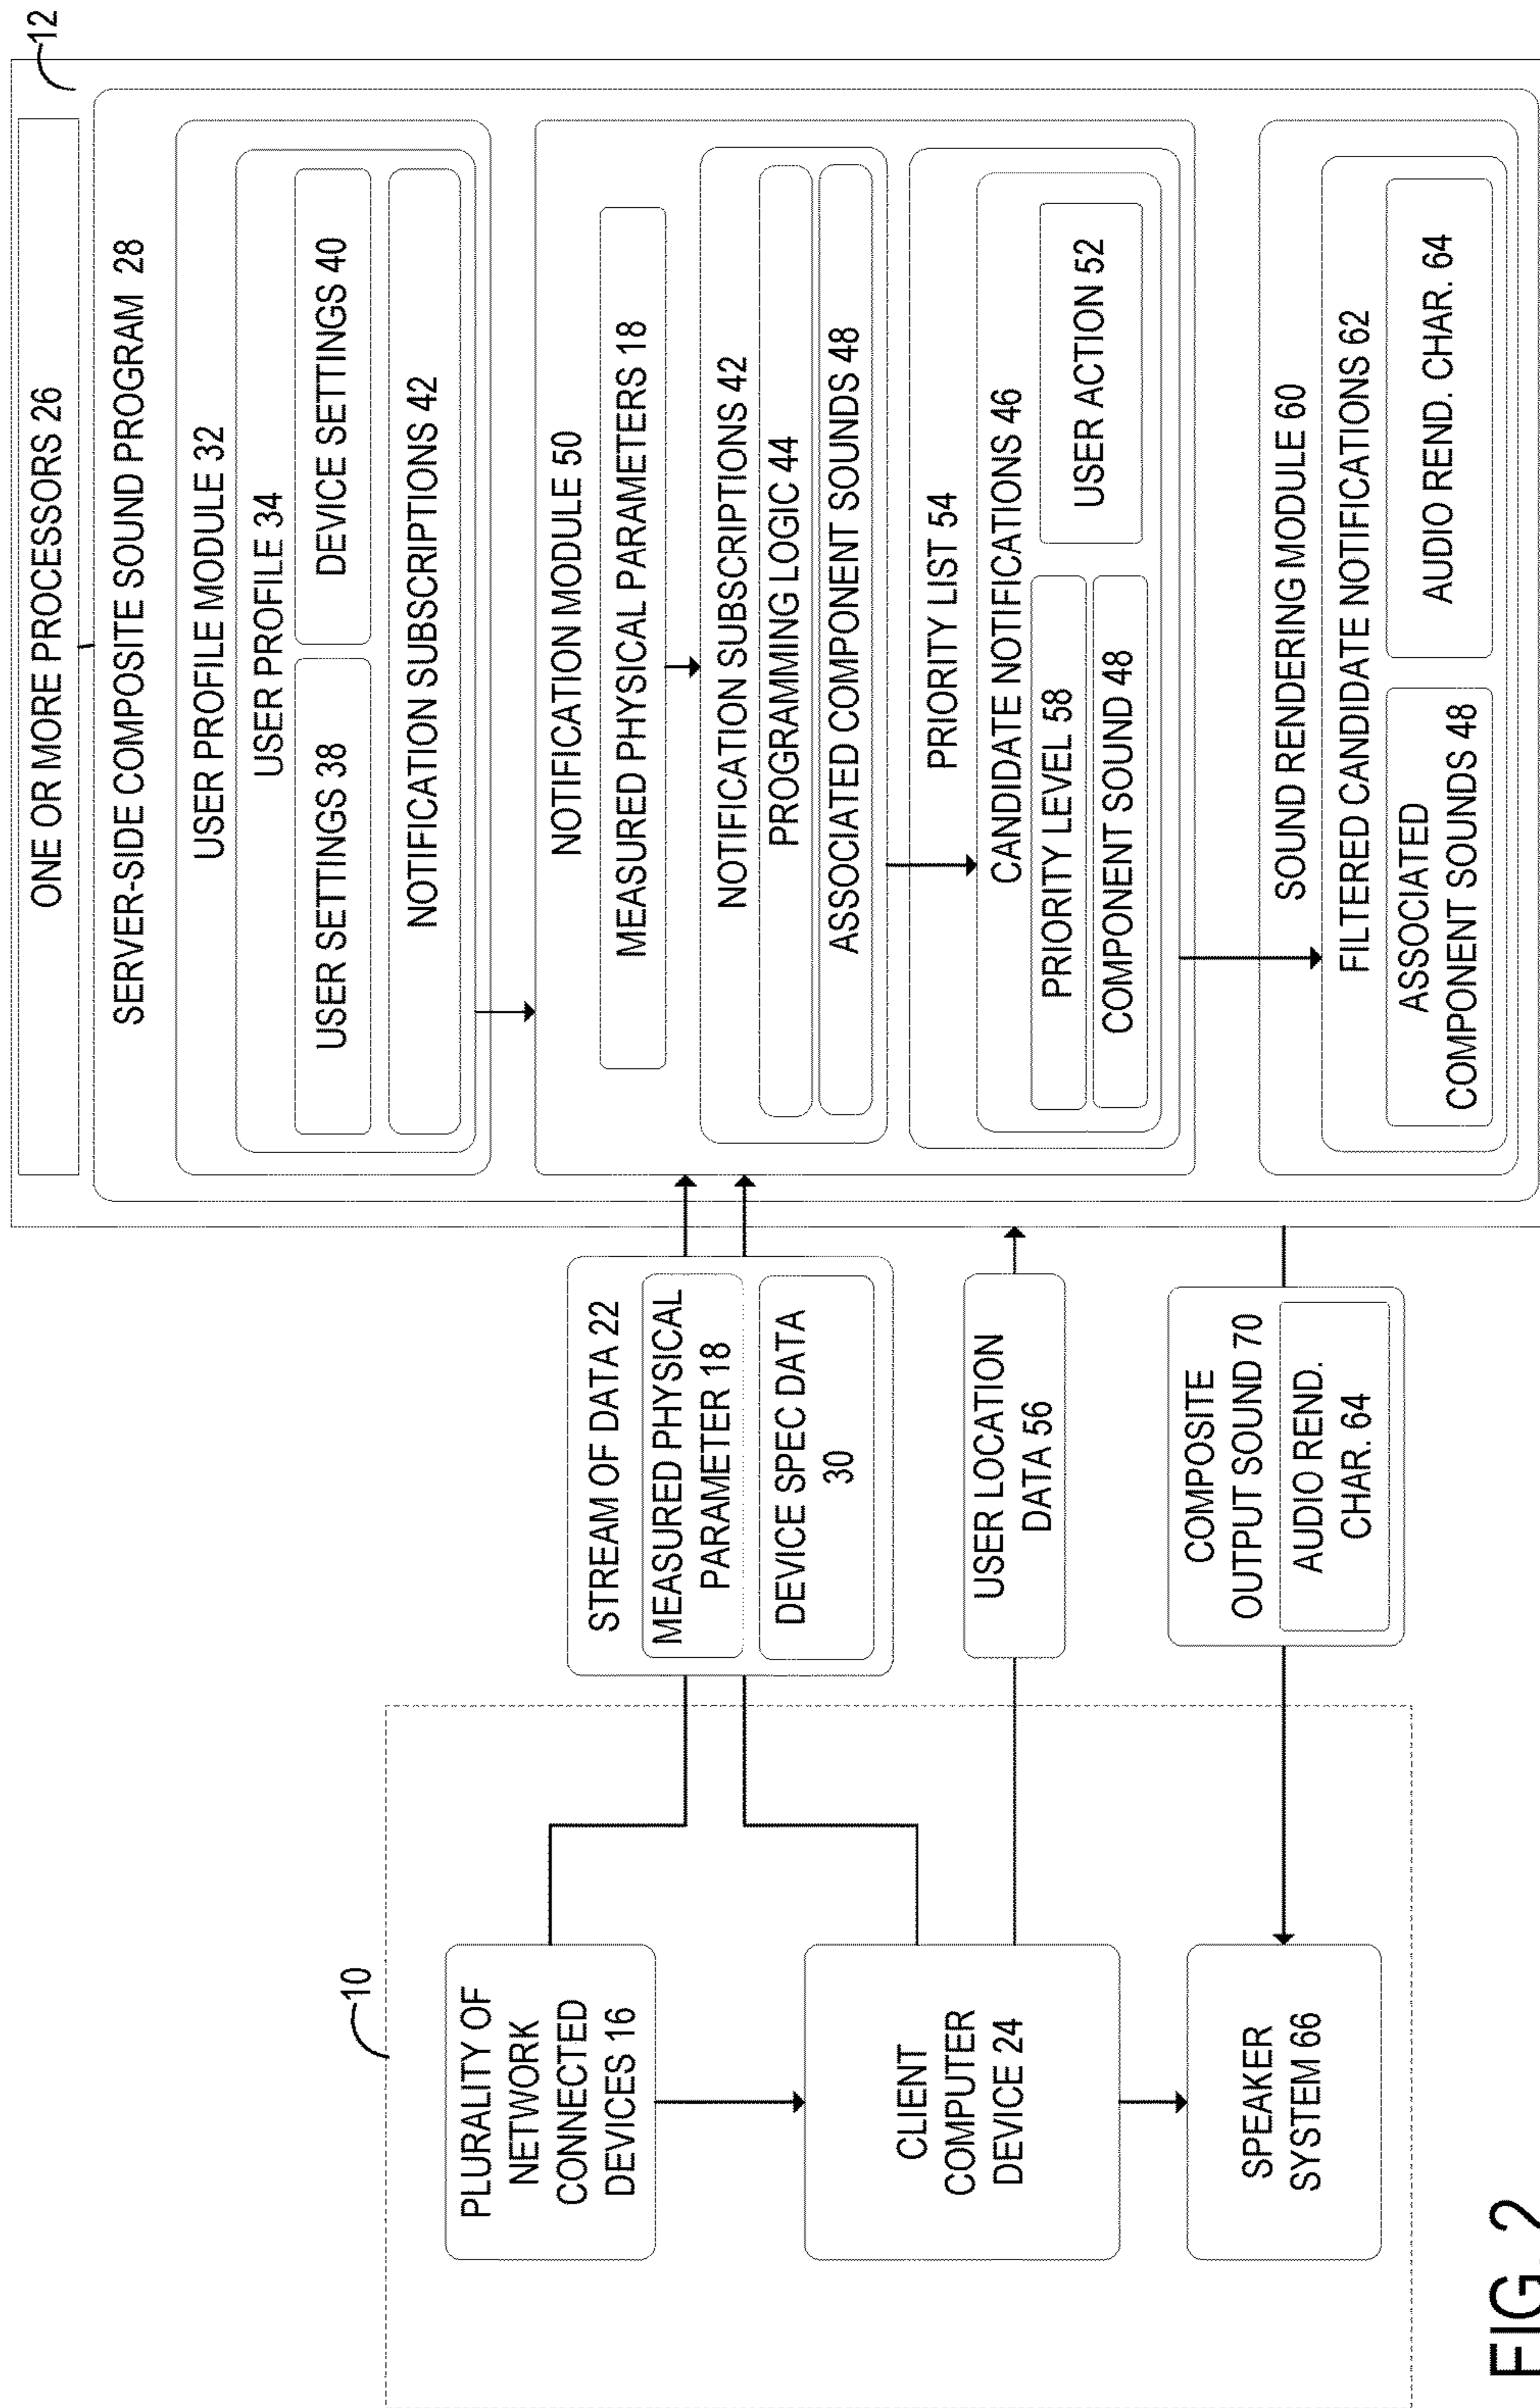 10
PLURALITY OF
NETWORK
CONNECTED
DEVICES 16
CLIENT
COMPUTER
DEVICE 24
SPEAKER
SYSTEM 66
STREAM OF DATA 22
MEASURED PHYSICAL
PARAMETER 18
DEVICE SPEC DATA
30
USER LOCATION
DATA 56
COMPOSITE
OUTPUT SOUND 70
AUDIO REND.
CHAR. 64
12
ONE OR MORE PROCESSORS 26
SERVER-SIDE COMPOSITE SOUND PROGRAM 28
USER PROFILE MODULE 32
USER PROFILE 34
USER SETTINGS 38
DEVICE SETTINGS 40
NOTIFICATION SUBSCRIPTIONS 42
NOTIFICATION MODULE 50
MEASURED PHYSICAL PARAMETERS 18
NOTIFICATION SUBSCRIPTIONS 42
PROGRAMMING LOGIC 44
ASSOCIATED COMPONENT SOUNDS 48
PRIORITY LIST 54
CANDIDATE NOTIFICATIONS 46
PRIORITY LEVEL 58
COMPONENT SOUND 48
USER ACTION 52
SOUND RENDERING MODULE 60
FILTERED CANDIDATE NOTIFICATIONS 62
ASSOCIATED
COMPONENT SOUNDS 48
AUDIO REND. CHAR. 64
FIG. 2